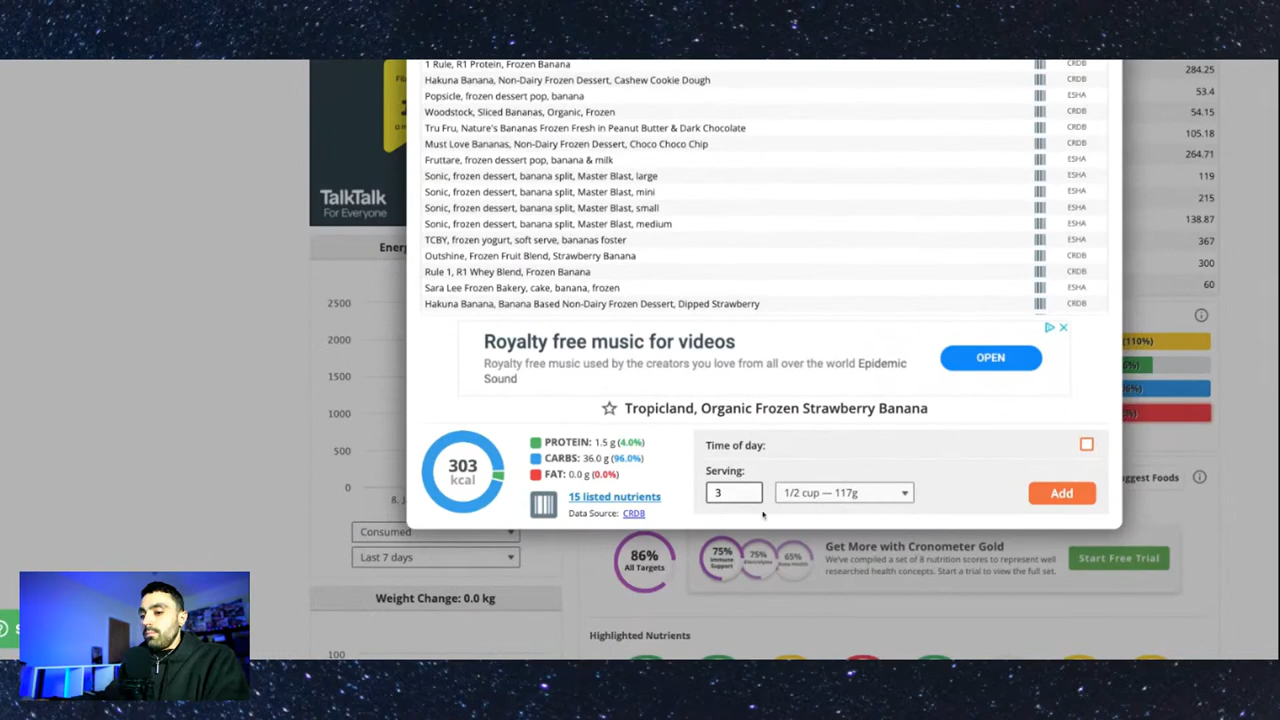 1 Rule, R1 Protein, Frozen Banana CRDB
Hakuna Banana, Non-Dairy Frozen Dessert, Cashew Cookie Dough CRDB
Popsicle, frozen dessert pop, banana ESHA
Woodstock, Sliced Bananas, Organic, Frozen CRDB
Tru Fru, Nature's Bananas Frozen Fresh in Peanut Butter & Dark Chocolate CRDB
Must Love Bananas, Non-Dairy Frozen Dessert, Choco Choco Chip CRDB
Fruttare, frozen dessert pop, banana & milk ESHA
Sonic, frozen dessert, banana split, Master Blast, large ESHA
Sonic, frozen dessert, banana split, Master Blast, mini ESHA
Sonic, frozen dessert, banana split, Master Blast, small ESHA
Sonic, frozen dessert, banana split, Master Blast, medium ESHA
TCBY, frozen yogurt, soft serve, bananas foster ESHA
Outshine, Frozen Fruit Blend, Strawberry Banana CRDB
Rule 1, R1 Whey Blend, Frozen Banana CRDB
Sara Lee Frozen Bakery, cake, banana, frozen ESHA
Hakuna Banana, Banana Based Non-Dairy Frozen Dessert, Dipped Strawberry CRDB
284.25
53.4
54.15
105.18
264.71
119
215
138.87
367
300
60
TalkTalk
For Everyone
Energ
2500
2000
1500
1000
500
0
8. J
Royalty free music for videos
Royalty free music used by the creators you love from all over the world Epidemic
Sound
OPEN
Tropicland, Organic Frozen Strawberry Banana
303
kcal
PROTEIN: 1.5 g (4.0%)
CARBS: 36.0 g (96.0%)
FAT: 0.0 g (0.0%)
15 listed nutrients
Data Source: CRDB
Time of day:
Serving:
3
1/2 cup — 117g
Add
(110%)
6%)
6%)
%)
ggest Foods
Consumed
Last 7 days
86%
All Targets
75%
Immune
Support
75%
Electrolytes
65%
Bone Health
Get More with Cronometer Gold
We've compiled a set of 8 nutrition scores to represent well
researched health concepts. Start a trial to view the full set.
Start Free Trial
Weight Change: 0.0 kg
100
Highlighted Nutrients